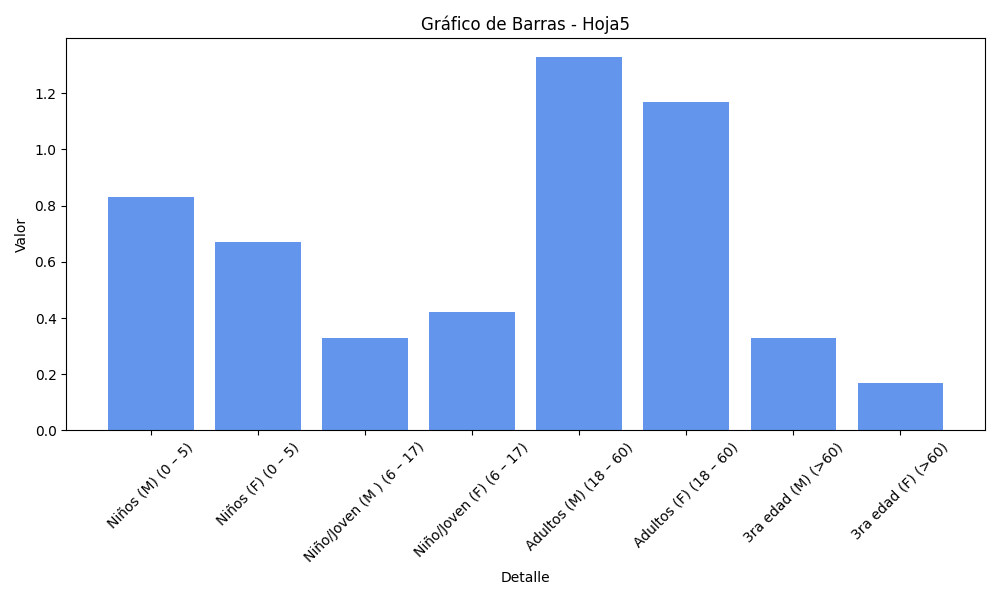 Gráfico de Barras - Hoja5
Valor
1.2
1.0
0.8
0.6
0.4
0.2
0.0
Niños (M) (0 – 5)
Niños (F) (0 – 5)
Niño/Joven (M ) (6 – 17)
Niño/Joven (F) (6 – 17)
Adultos (M) (18 – 60)
Adultos (F) (18 – 60)
3ra edad (M) (>60)
3ra edad (F) (>60)
Detalle